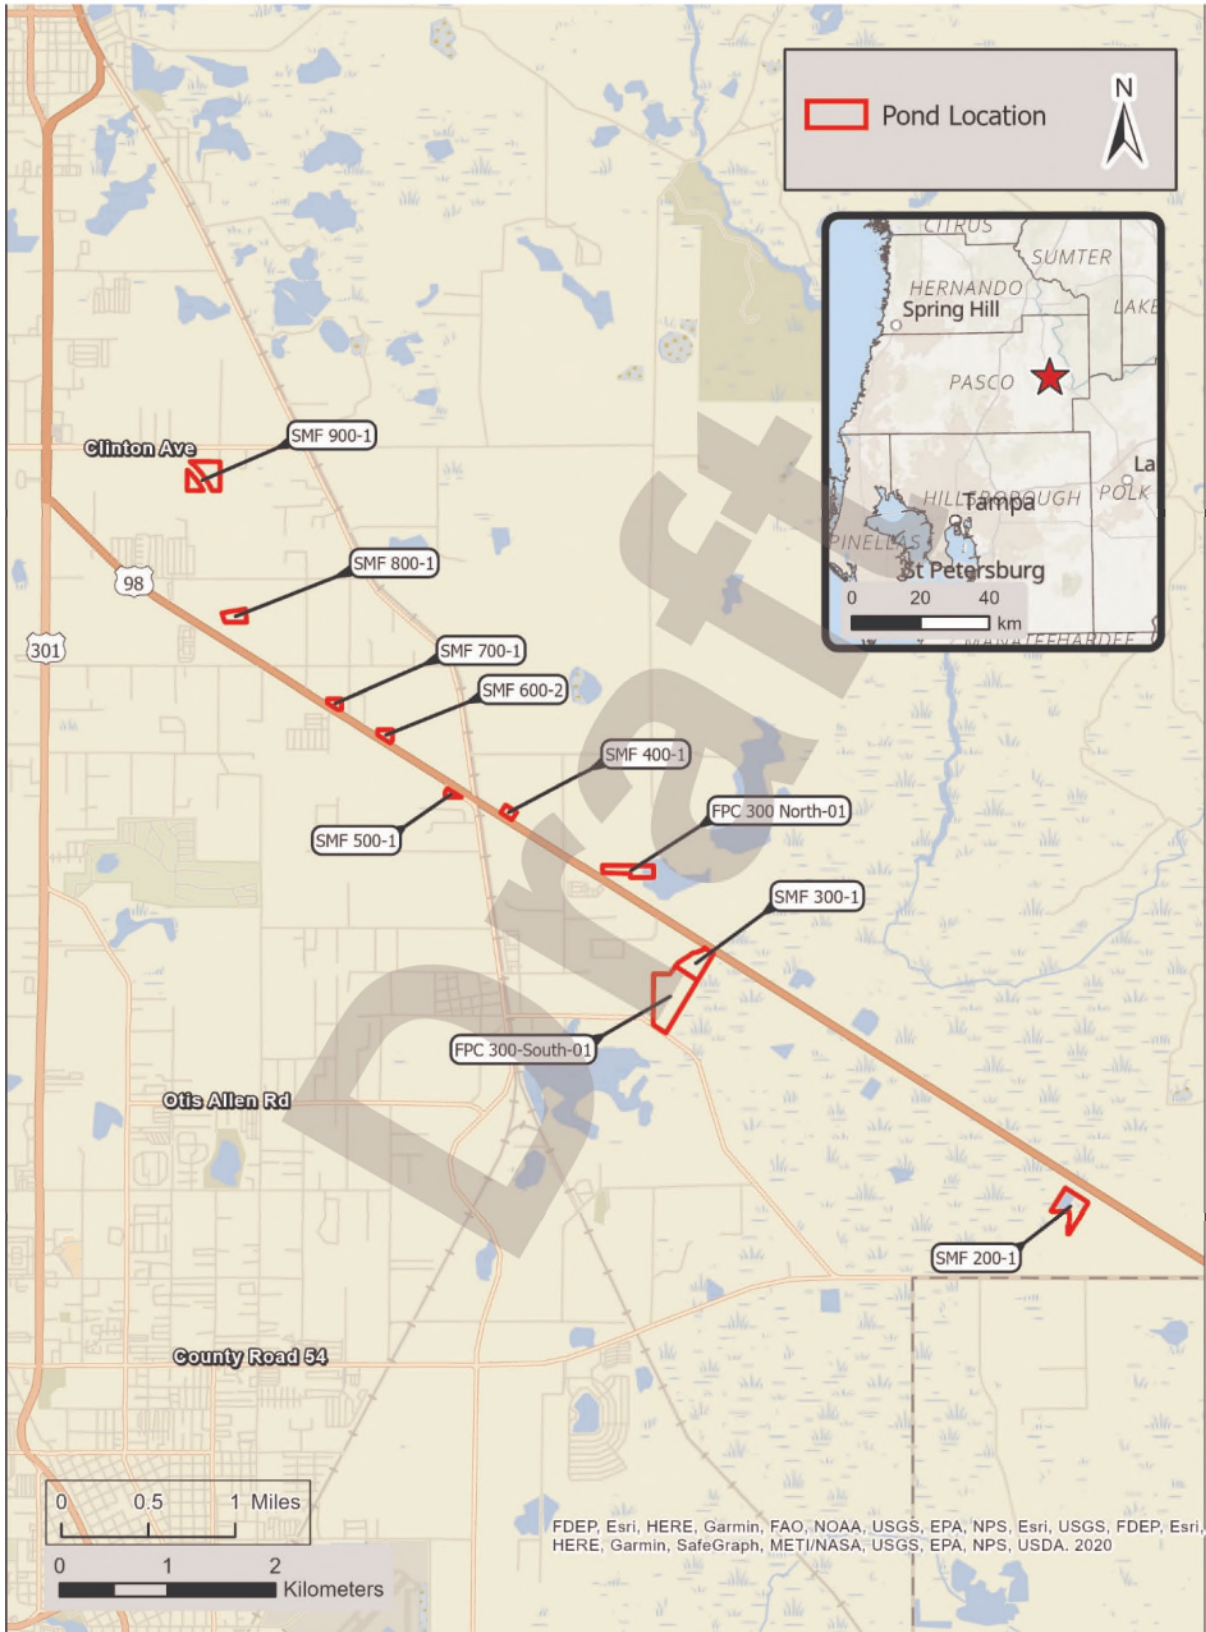 N
Pond Location
CITRUS
SUMTER
HERNANDO
LAKE
Spring Hill
PASCO
La
HILLSBOROUGH
POLK
Tampa
PINELLAS
St Petersburg
0 20 40
km
MANATEE
HARDEE
Clinton Ave
SMF 900-1
SMF 800-1
98
301
SMF 700-1
SMF 600-2
SMF 400-1
SMF 500-1
FPC 300 North-01
SMF 300-1
FPC 300-South-01
Otis Allen Rd
SMF 200-1
County Road 54
Draft
0 0.5 1 Miles
0 1 2
Kilometers
FDEP, Esri, HERE, Garmin, FAO, NOAA, USGS, EPA, NPS, Esri, USGS, FDEP, Esri,
HERE, Garmin, SafeGraph, METI/NASA, USGS, EPA, NPS, USDA. 2020